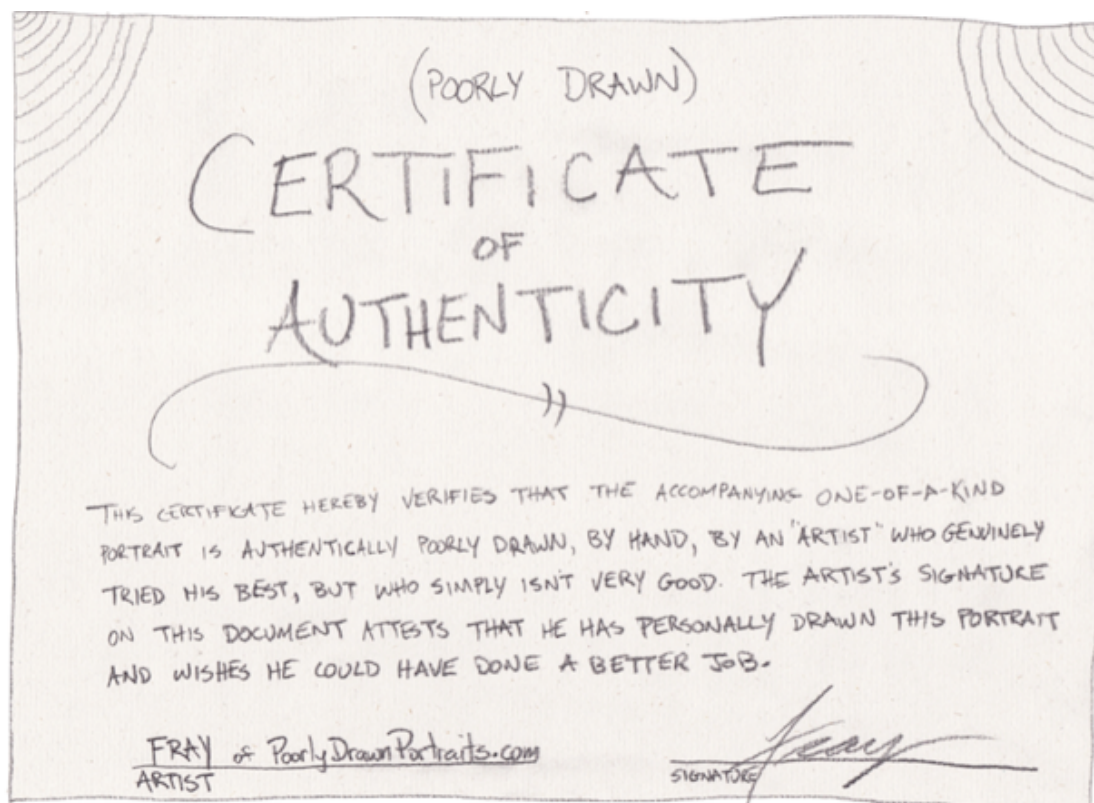 (POORLY DRAWN)
CERTIFICATE
OF
AUTHENTICITY
THIS CERTIFICATE HEREBY VERIFIES THAT THE ACCOMPANYING ONE-OF-A-KIND
PORTRAIT IS AUTHENTICALLY POORLY DRAWN, BY HAND, BY AN "ARTIST" WHO GENUINELY
TRIED HIS BEST, BUT WHO SIMPLY ISN'T VERY GOOD. THE ARTIST'S SIGNATURE
ON THIS DOCUMENT ATTESTS THAT HE HAS PERSONALLY DRAWN THIS PORTRAIT
AND WISHES HE COULD HAVE DONE A BETTER JOB.
FRAY of PoorlyDrawnPortraits.com
ARTIST
Fray
SIGNATURE